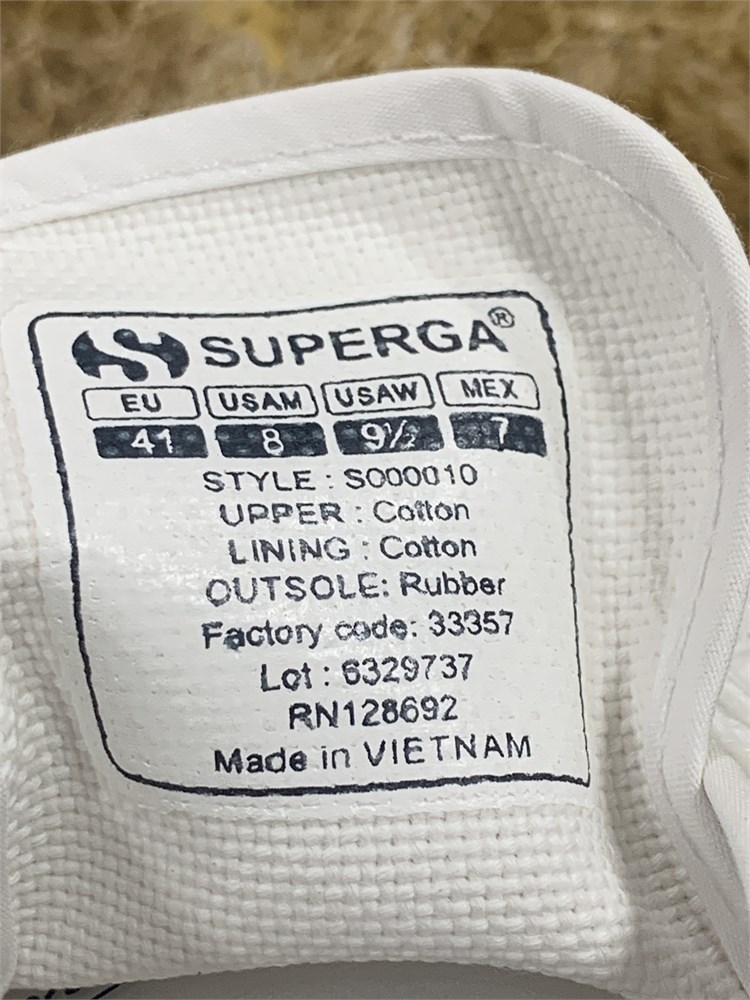 SUPERGA®
EU USAM USAW MEX
41 8 9½ 7
STYLE : S000010
UPPER : Cotton
LINING : Cotton
OUTSOLE: Rubber
Factory code: 33357
Lot : 6329737
RN128692
Made in VIETNAM